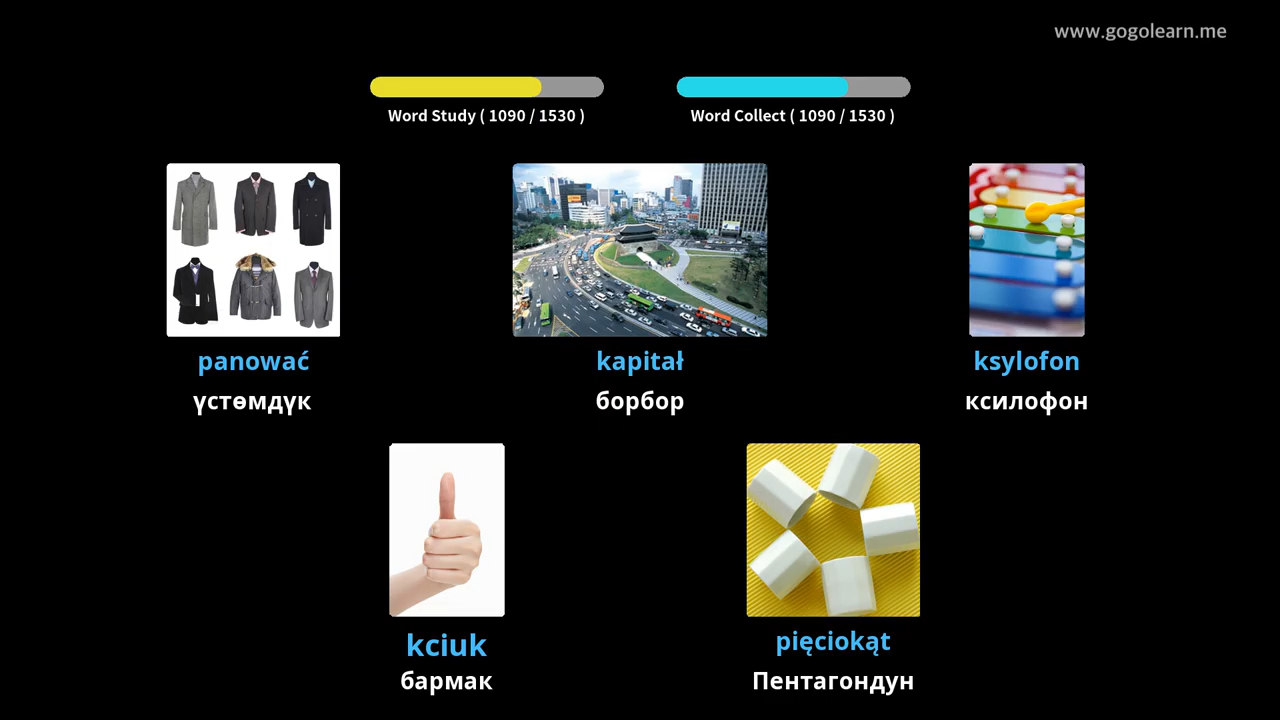 www.gogolearn.me
Word Study ( 1090 / 1530 )
Word Collect ( 1090 / 1530 )
panować
үстөмдүк
kapitał
борбор
ksylofon
ксилофон
kciuk
бармак
pięciokąt
Пентагондун